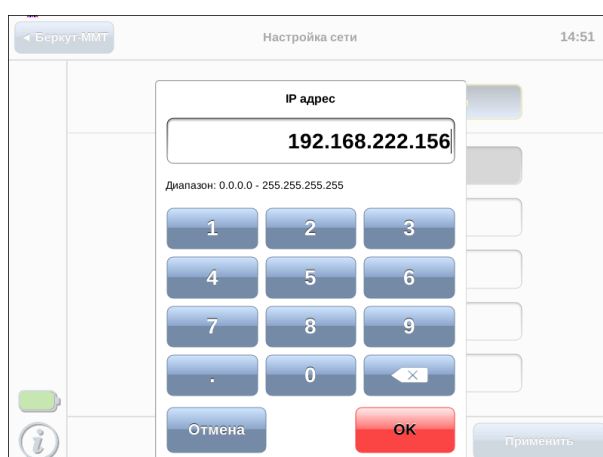 ◄ Беркут-ММТ
Настройка сети
14:51
IP адрес
192.168.222.156
Диапазон: 0.0.0.0 - 255.255.255.255
1 2 3
4 5 6
7 8 9
. 0
Отмена
OK
Применить